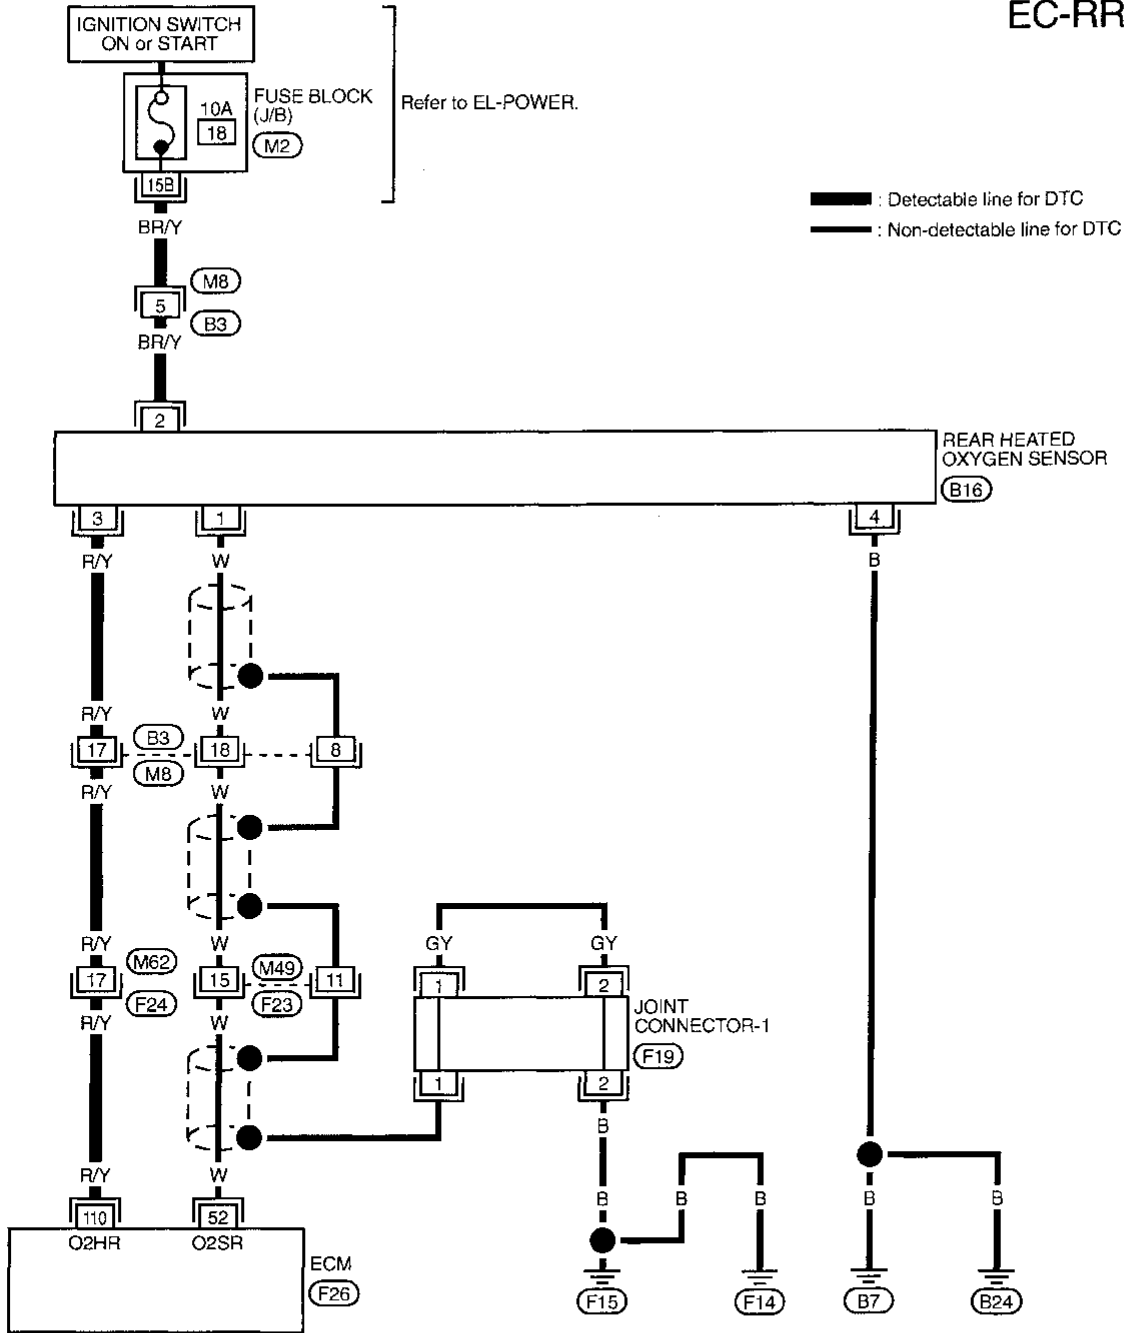 EC-RR
IGNITION SWITCH
ON or START
FUSE BLOCK
(J/B)
10A
18
M2
Refer to EL-POWER.
15B
: Detectable line for DTC
: Non-detectable line for DTC
BR/Y
M8
5
B3
BR/Y
2
REAR HEATED
OXYGEN SENSOR
B16
3 1 4
R/Y W B
R/Y W
17 B3 18 8
M8
R/Y W
R/Y W GY GY
17 M62 15 M49 11 1 2
F24 F23
R/Y W
JOINT
CONNECTOR-1
F19
1 2
B
R/Y W
B B B B B
110 52
O2HR O2SR
ECM
F26
F15 F14 B7 B24